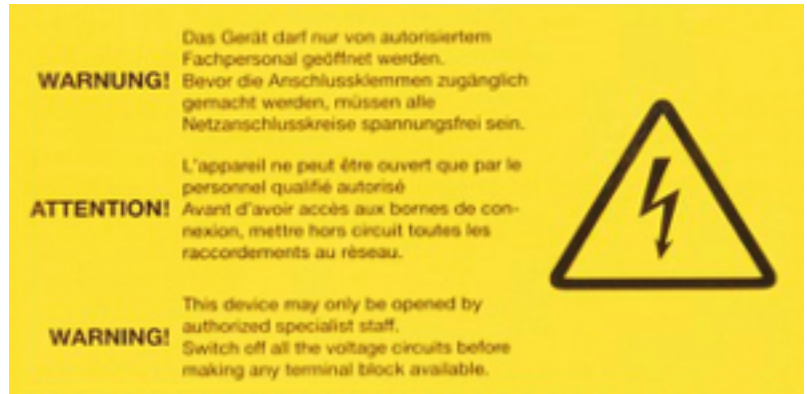 Das Gerät darf nur von autorisiertem
Fachpersonal geöffnet werden.
WARNUNG! Bevor die Anschlussklemmen zugänglich
gemacht werden, müssen alle
Netzanschlusskreise spannungsfrei sein.
L'appareil ne peut être ouvert que par le
personnel qualifié autorisé
ATTENTION! Avant d'avoir accès aux bornes de con-
nexion, mettre hors circuit toutes les
raccordements au rèseau.
This device may only be opened by
WARNING! authorized specialist staff.
Switch off all the voltage circuits before
making any terminal block available.